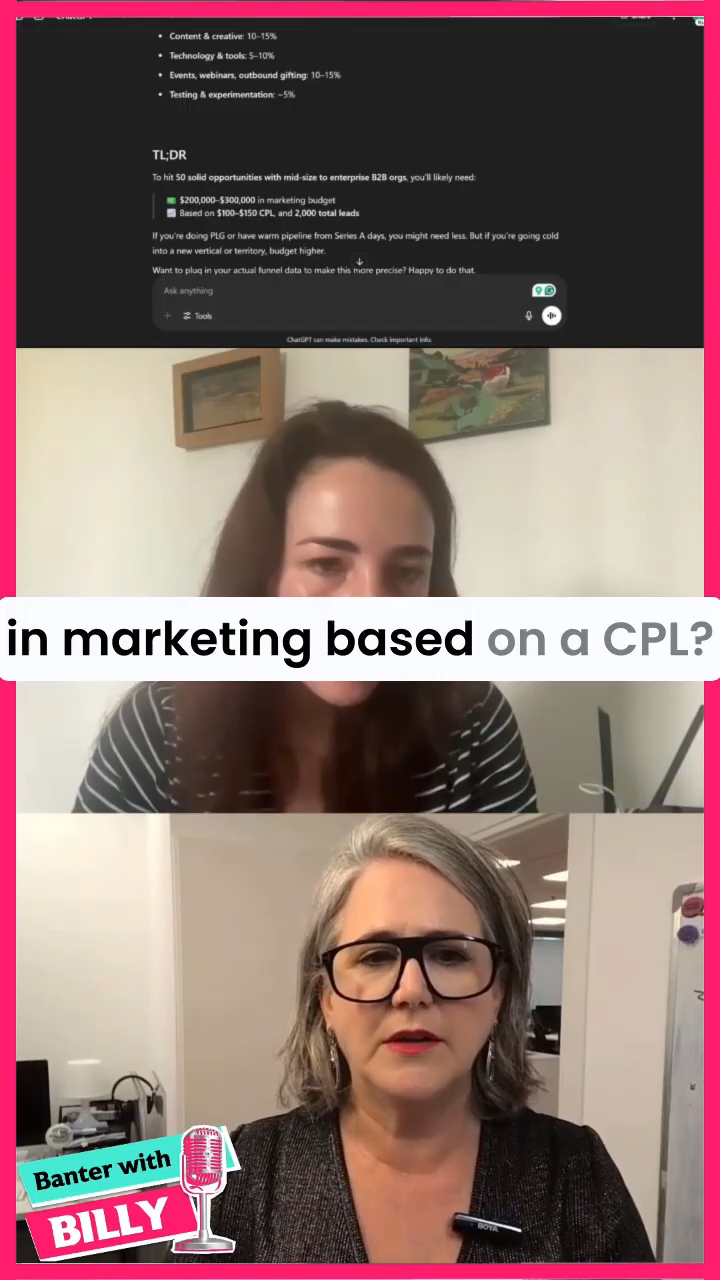 Content & creative: 10–15%
Technology & tools: 5–10%
Events, webinars, outbound gifting: 10–15%
Testing & experimentation: ~5%
TL;DR
To hit 50 solid opportunities with mid-size to enterprise B2B orgs, you'll likely need:
$200,000–$300,000 in marketing budget
Based on $100–$150 CPL, and 2,000 total leads
If you're doing PLG or have warm pipeline from Series A days, you might need less. But if you're going cold
into a new vertical or territory, budget higher.
Want to plug in your actual funnel data to make this more precise? Happy to do that.
Ask anything
Tools
ChatGPT can make mistakes. Check important info.
in marketing based on a CPL?
Banter with
BILLY
BOYA